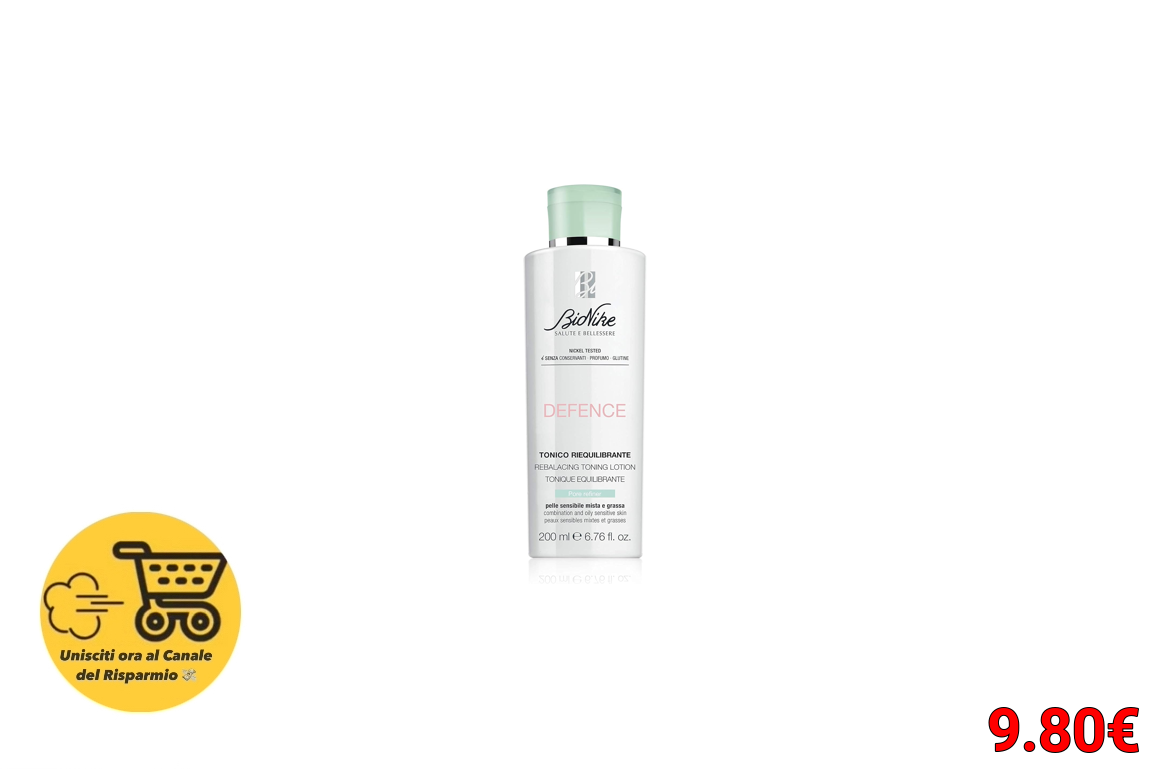 BioNike
SALUTE E BELLESSERE
NICKEL TESTED
SENZA CONSERVANTI · PROFUMO · GLUTINE
DEFENCE
TONICO RIEQUILIBRANTE
REBALACING TONING LOTION
TONIQUE EQUILIBRANTE
Pore-refiner
pelle sensibile mista e grassa
combination and oily sensitive skin
peaux sensibles mixtes et grasses
200 ml ℮ 6.76 fl. oz.
Unisciti ora al Canale
del Risparmio 💸
9.80€